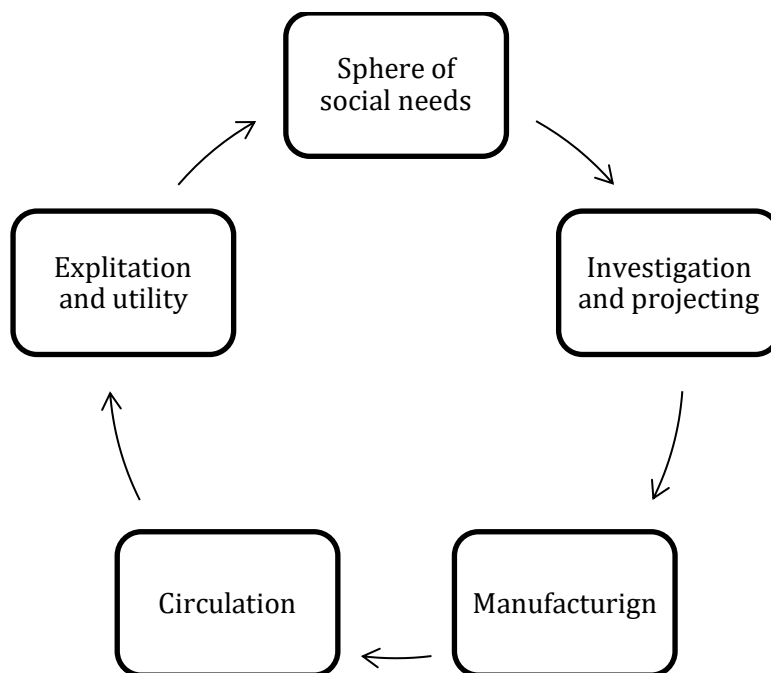 Sphere of
social needs
Investigation
and projecting
Manufacturign
Circulation
Explitation
and utility